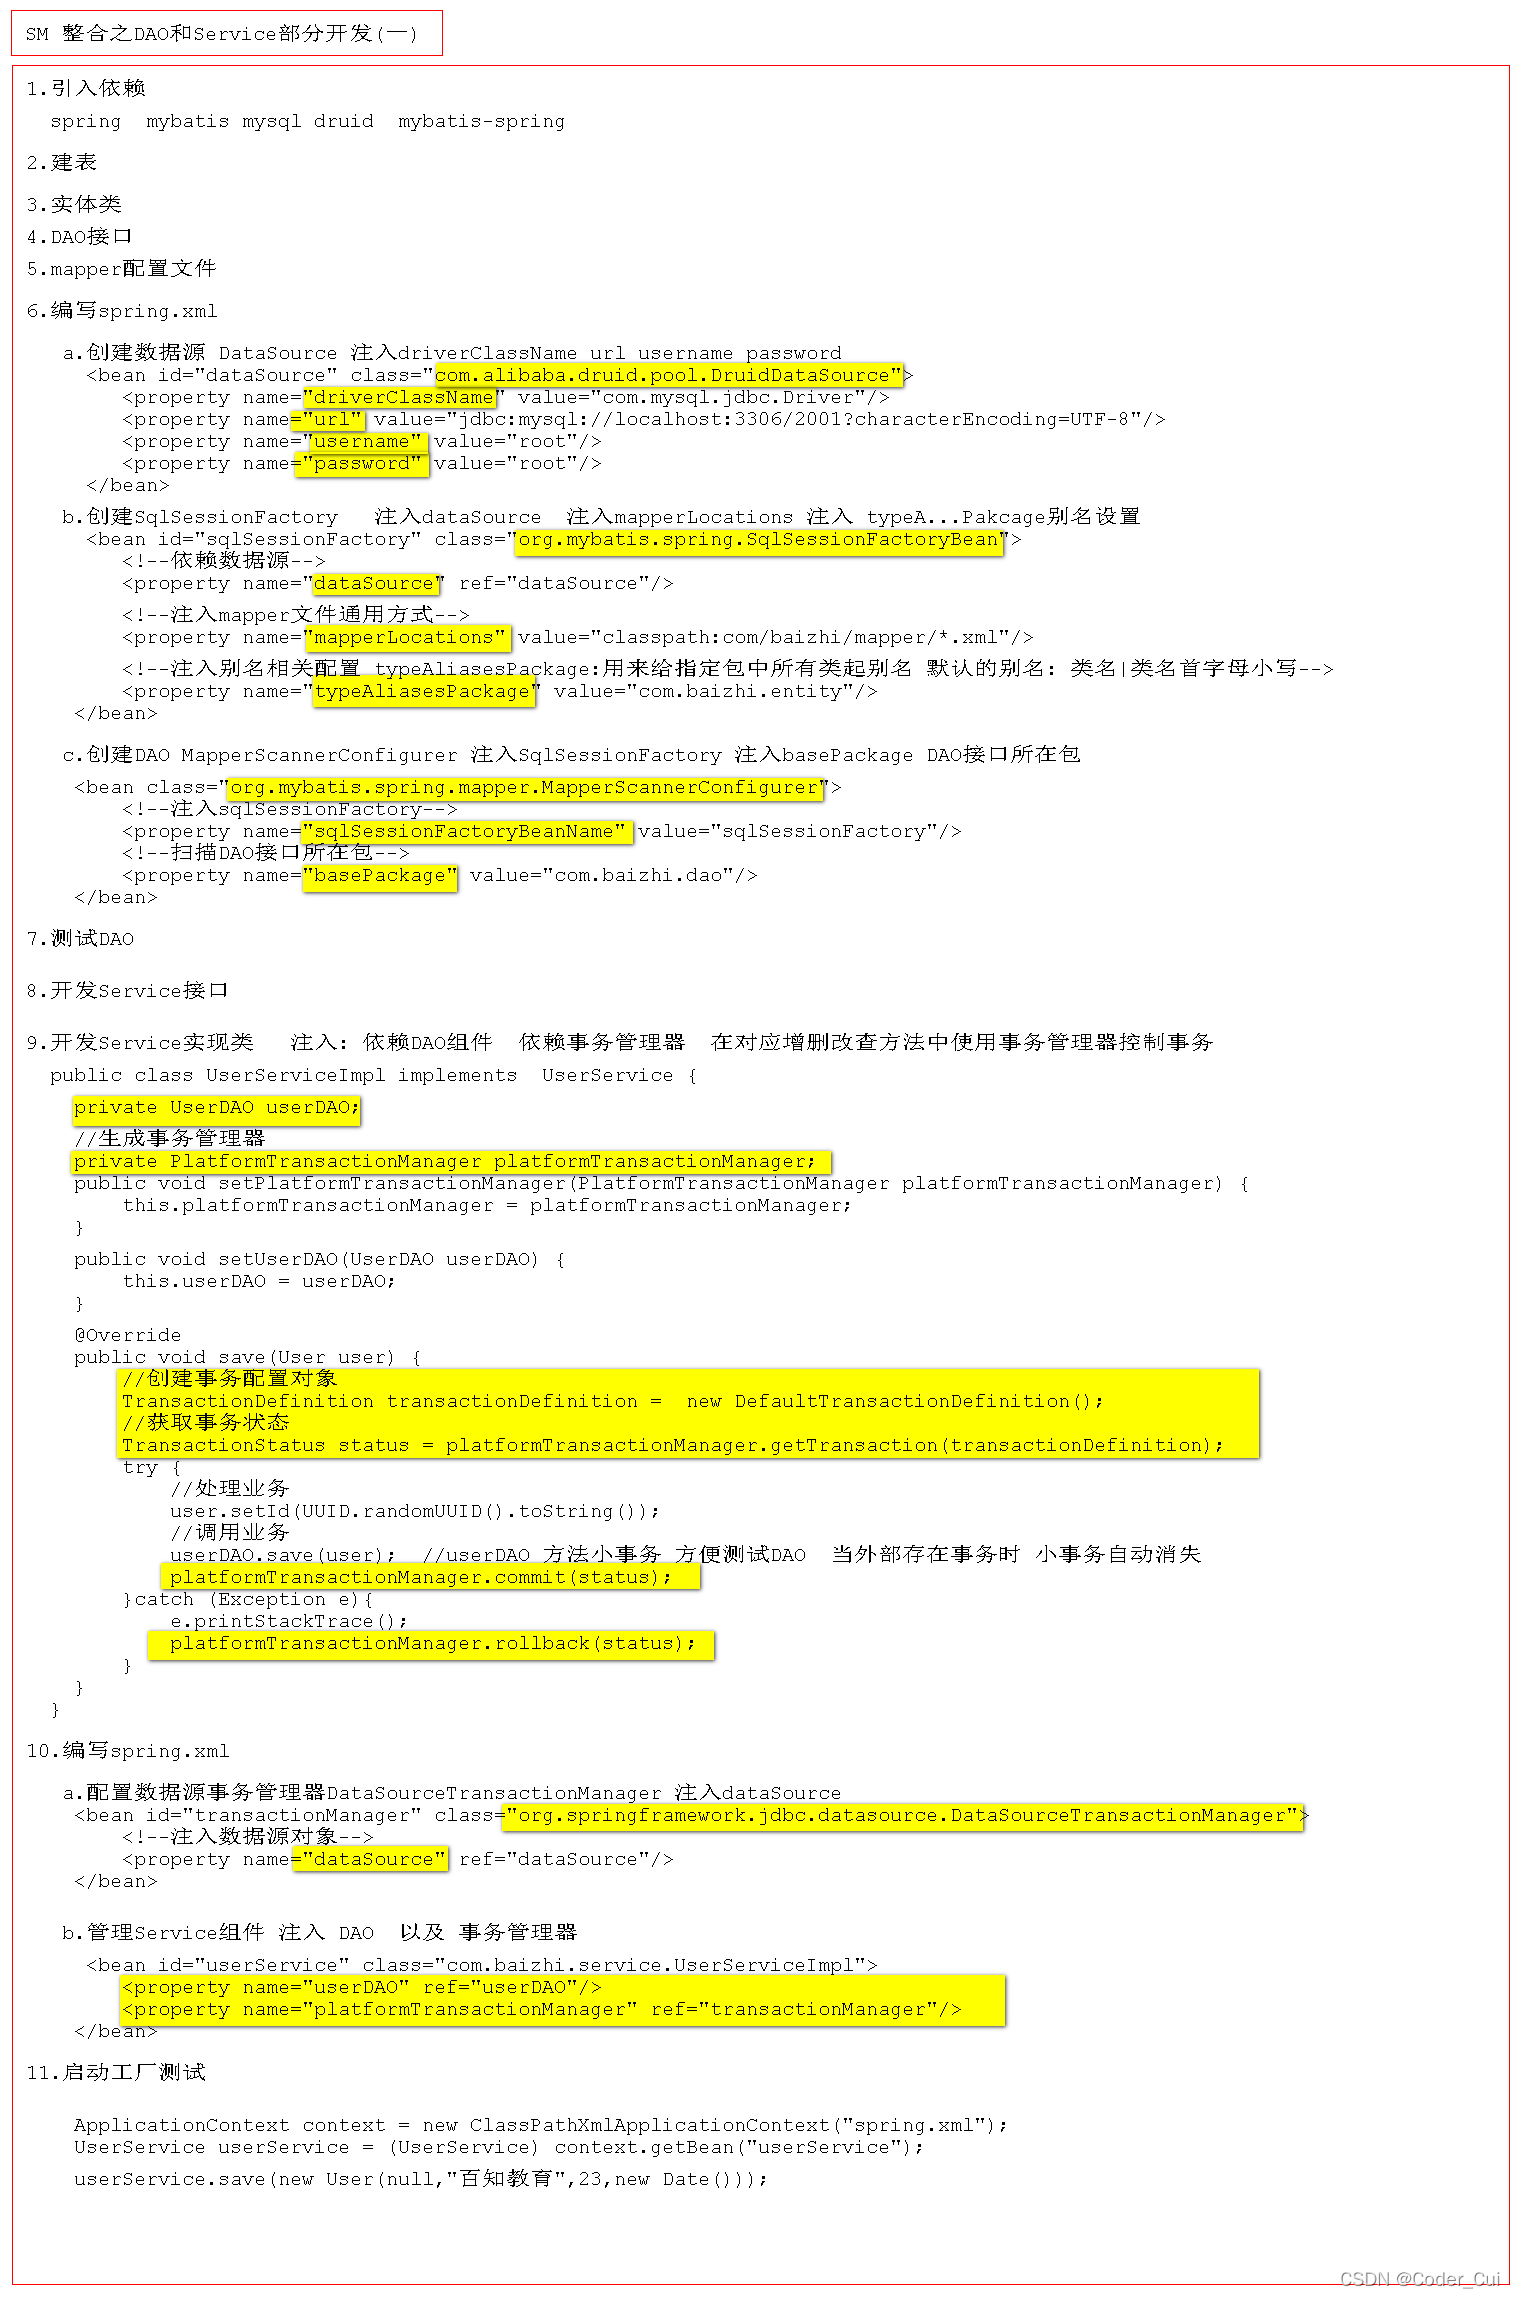 SM 整合之DAO和Service部分开发(一)
1.引入依赖
spring  mybatis mysql druid  mybatis-spring
2.建表
3.实体类
4.DAO接口
5.mapper配置文件
6.编写spring.xml
a.创建数据源 DataSource 注入driverClassName url username password
<bean id="dataSource" class="com.alibaba.druid.pool.DruidDataSource">
<property name="driverClassName" value="com.mysql.jdbc.Driver"/>
<property name="url" value="jdbc:mysql://localhost:3306/2001?characterEncoding=UTF-8"/>
<property name="username" value="root"/>
<property name="password" value="root"/>
</bean>
b.创建SqlSessionFactory   注入dataSource  注入mapperLocations 注入 typeA...Pakcage别名设置
<bean id="sqlSessionFactory" class="org.mybatis.spring.SqlSessionFactoryBean">
<!--依赖数据源-->
<property name="dataSource" ref="dataSource"/>
<!--注入mapper文件通用方式-->
<property name="mapperLocations" value="classpath:com/baizhi/mapper/*.xml"/>
<!--注入别名相关配置 typeAliasesPackage:用来给指定包中所有类起别名 默认的别名: 类名|类名首字母小写-->
<property name="typeAliasesPackage" value="com.baizhi.entity"/>
</bean>
c.创建DAO MapperScannerConfigurer 注入SqlSessionFactory 注入basePackage DAO接口所在包
<bean class="org.mybatis.spring.mapper.MapperScannerConfigurer">
<!--注入sqlSessionFactory-->
<property name="sqlSessionFactoryBeanName" value="sqlSessionFactory"/>
<!--扫描DAO接口所在包-->
<property name="basePackage" value="com.baizhi.dao"/>
</bean>
7.测试DAO
8.开发Service接口
9.开发Service实现类   注入: 依赖DAO组件  依赖事务管理器  在对应增删改查方法中使用事务管理器控制事务
public class UserServiceImpl implements  UserService {
private UserDAO userDAO;
//生成事务管理器
private PlatformTransactionManager platformTransactionManager;
public void setPlatformTransactionManager(PlatformTransactionManager platformTransactionManager) {
this.platformTransactionManager = platformTransactionManager;
}
public void setUserDAO(UserDAO userDAO) {
this.userDAO = userDAO;
}
@Override
public void save(User user) {
//创建事务配置对象
TransactionDefinition transactionDefinition =  new DefaultTransactionDefinition();
//获取事务状态
TransactionStatus status = platformTransactionManager.getTransaction(transactionDefinition);
try {
//处理业务
user.setId(UUID.randomUUID().toString());
//调用业务
userDAO.save(user);  //userDAO 方法小事务 方便测试DAO  当外部存在事务时 小事务自动消失
platformTransactionManager.commit(status);
}catch (Exception e){
e.printStackTrace();
platformTransactionManager.rollback(status);
}
}
}
10.编写spring.xml
a.配置数据源事务管理器DataSourceTransactionManager 注入dataSource
<bean id="transactionManager" class="org.springframework.jdbc.datasource.DataSourceTransactionManager">
<!--注入数据源对象-->
<property name="dataSource" ref="dataSource"/>
</bean>
b.管理Service组件 注入 DAO  以及 事务管理器
<bean id="userService" class="com.baizhi.service.UserServiceImpl">
<property name="userDAO" ref="userDAO"/>
<property name="platformTransactionManager" ref="transactionManager"/>
</bean>
11.启动工厂测试
ApplicationContext context = new ClassPathXmlApplicationContext("spring.xml");
UserService userService = (UserService) context.getBean("userService");
userService.save(new User(null,"百知教育",23,new Date()));
CSDN @Coder_Cui